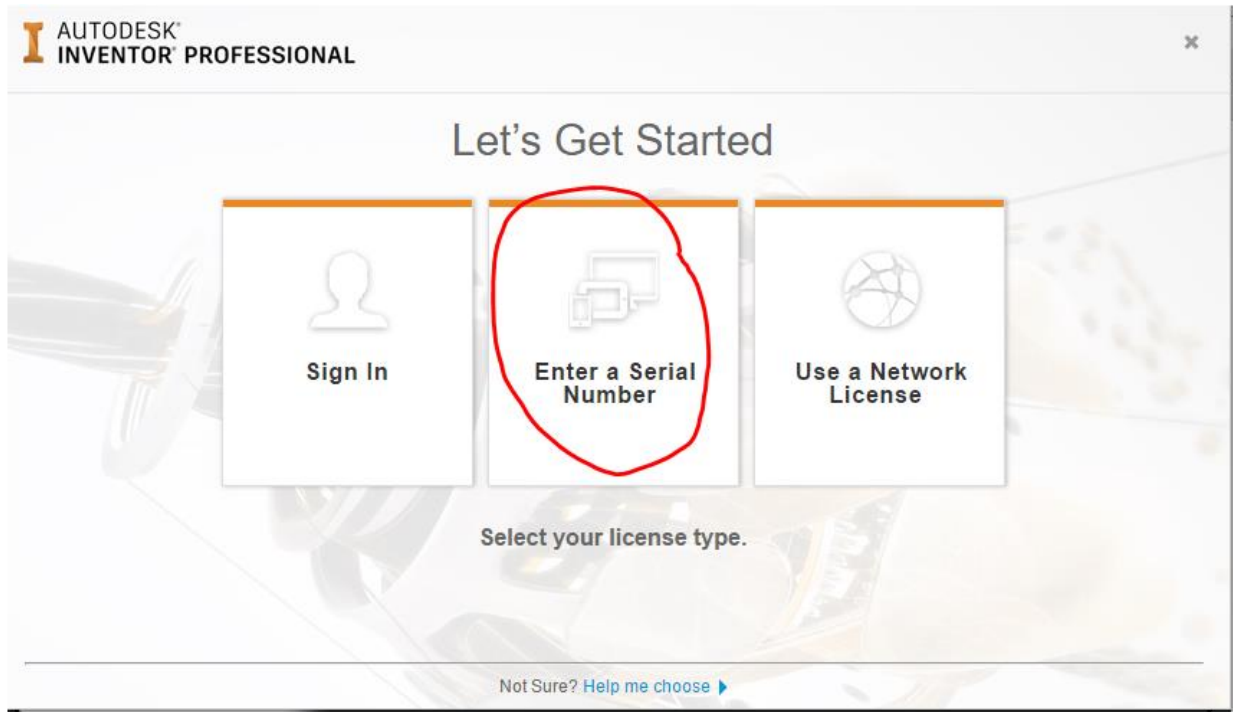 AUTODESK®
INVENTOR® PROFESSIONAL
Let's Get Started
Sign In
Enter a Serial
Number
Use a Network
License
Select your license type.
Not Sure? Help me choose